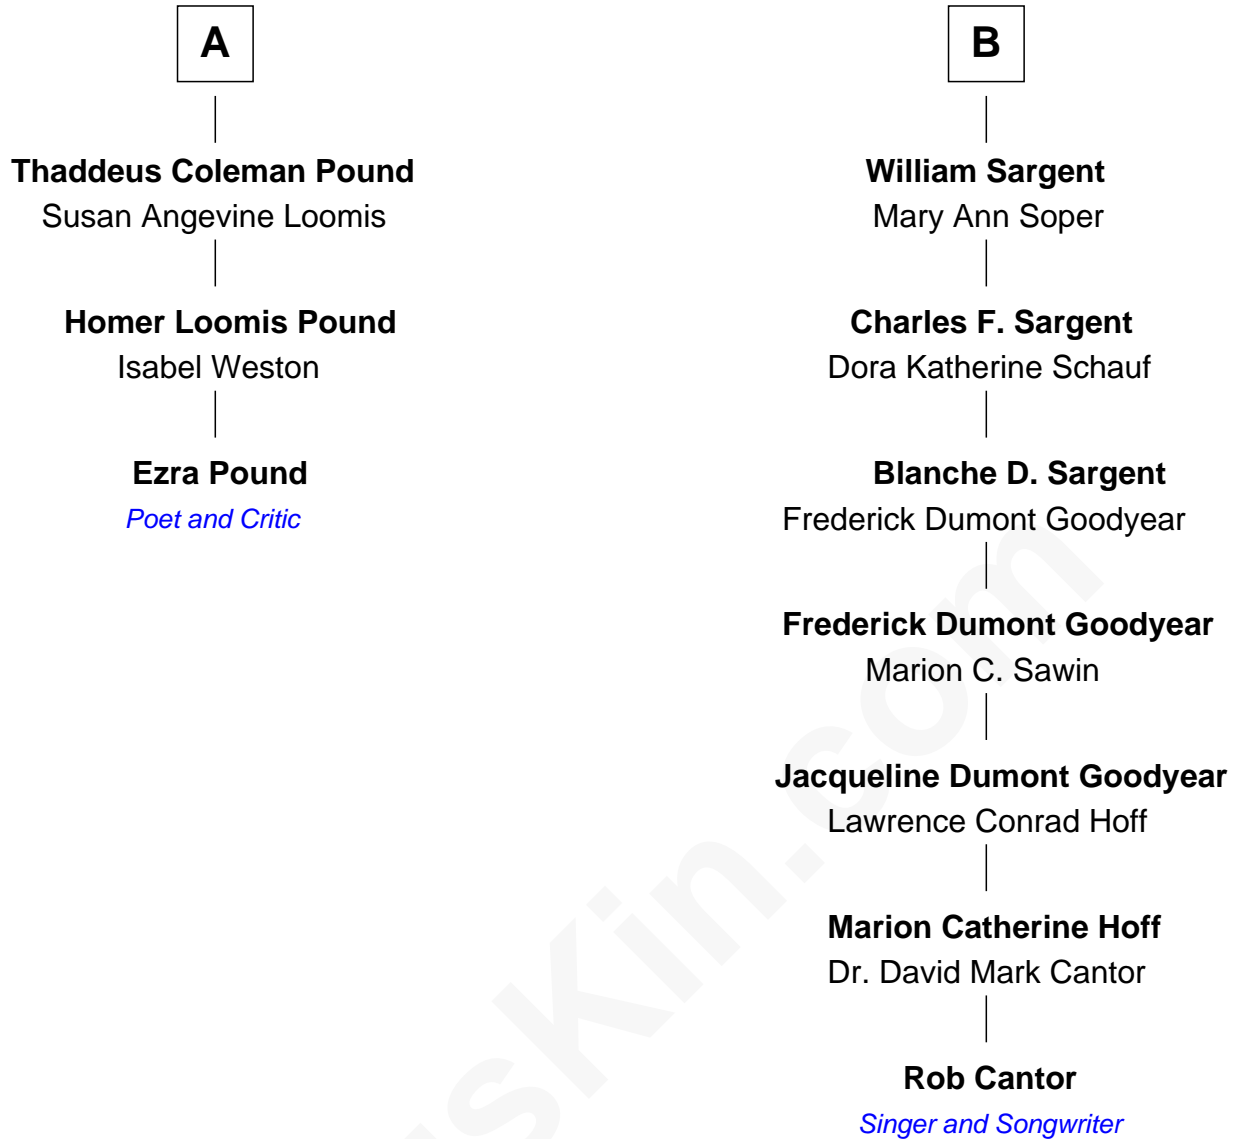 A
Thaddeus Coleman Pound
Susan Angevine Loomis
Homer Loomis Pound
Isabel Weston
Ezra Pound
Poet and Critic
B
William Sargent
Mary Ann Soper
Charles F. Sargent
Dora Katherine Schauf
Blanche D. Sargent
Frederick Dumont Goodyear
Frederick Dumont Goodyear
Marion C. Sawin
Jacqueline Dumont Goodyear
Lawrence Conrad Hoff
Marion Catherine Hoff
Dr. David Mark Cantor
Rob Cantor
Singer and Songwriter